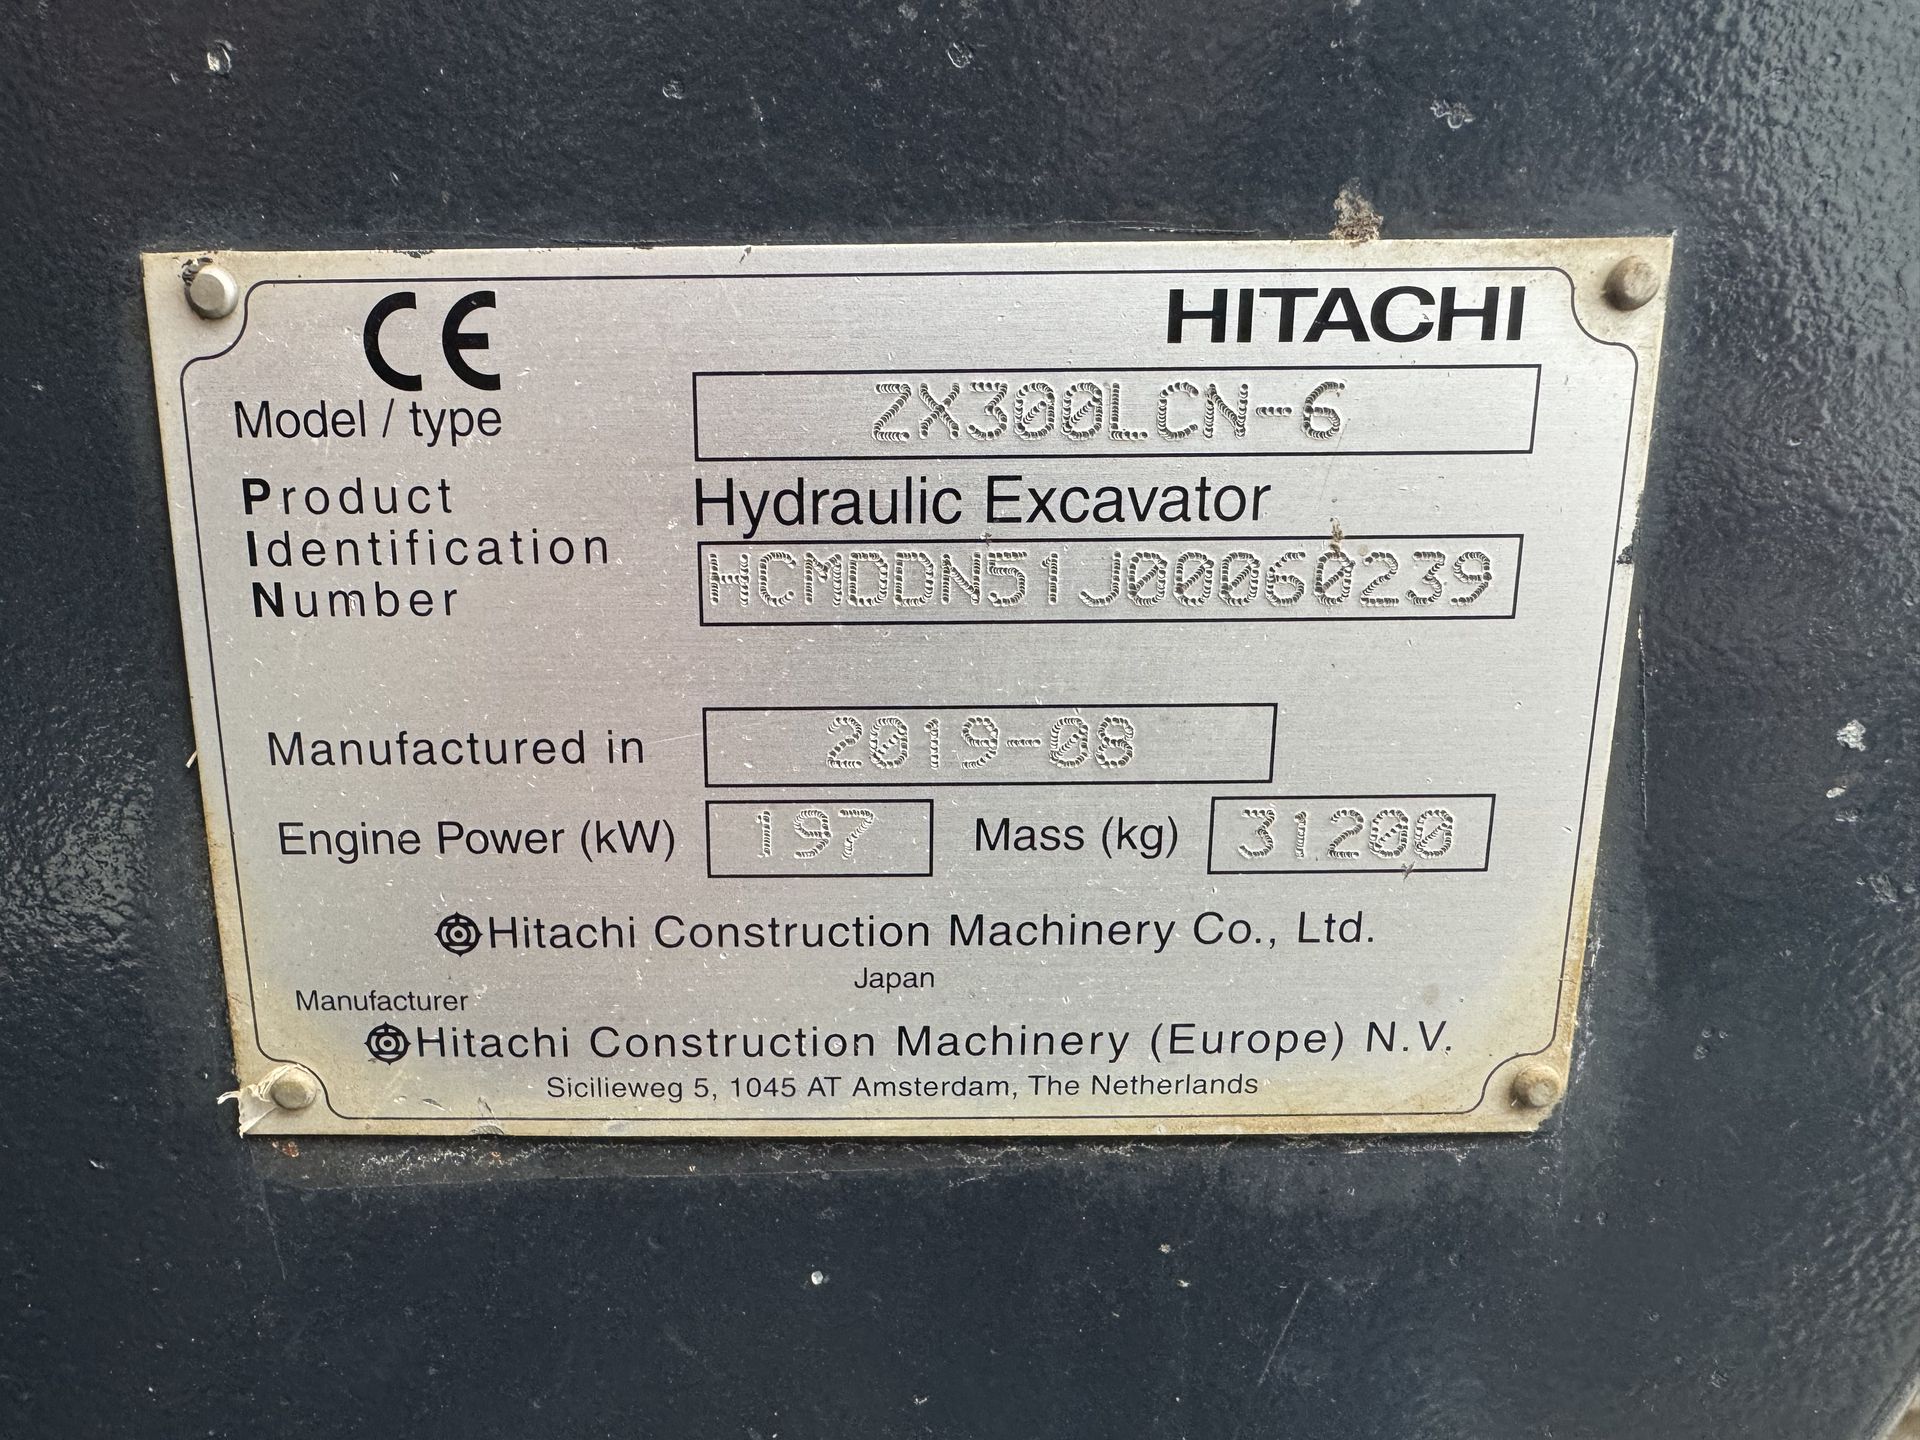 CE
HITACHI
Model / type ZX300LCN-6
Product Hydraulic Excavator
Identification
Number HCMDDN51J00060239
Manufactured in 2019-08
Engine Power (kW) 197 Mass (kg) 31200
Hitachi Construction Machinery Co., Ltd.
Japan
Manufacturer
Hitachi Construction Machinery (Europe) N.V.
Sicilieweg 5, 1045 AT Amsterdam, The Netherlands